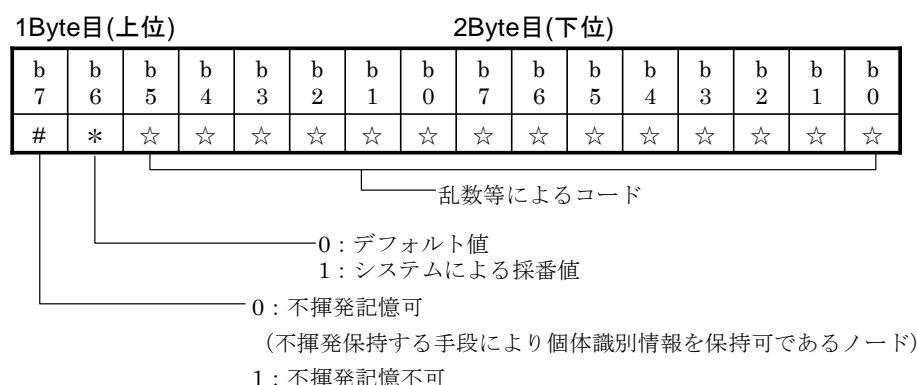 1Byte目(上位) 2Byte目(下位)
b b b b b b b b b b b b b b b b
7 6 5 4 3 2 1 0 7 6 5 4 3 2 1 0
# * ☆ ☆ ☆ ☆ ☆ ☆ ☆ ☆ ☆ ☆ ☆ ☆ ☆ ☆
乱数等によるコード
0：デフォルト値
1：システムによる採番値
0：不揮発記憶可
（不揮発保持する手段により個体識別情報を保持可であるノード）
1：不揮発記憶不可